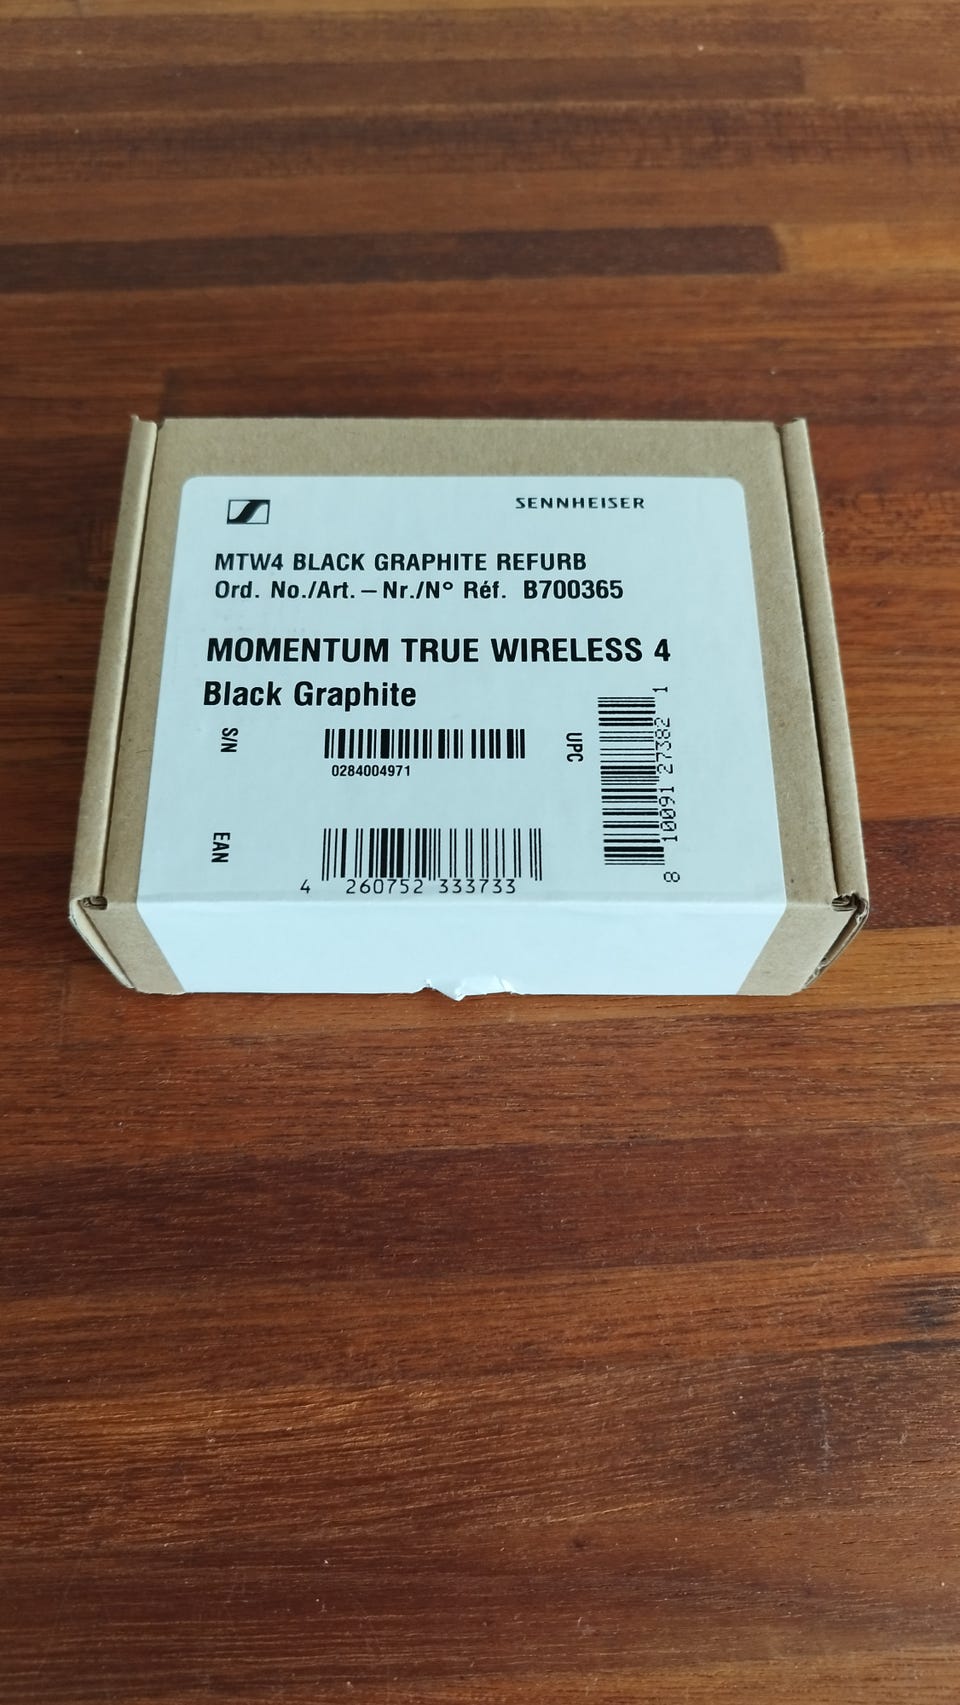 SENNHEISER
MTW4 BLACK GRAPHITE REFURB
Ord. No./Art. – Nr./N° Réf. B700365
MOMENTUM TRUE WIRELESS 4
Black Graphite
S/N
0284004971
UPC
8 10091 27382 1
EAN
4 260752 333733